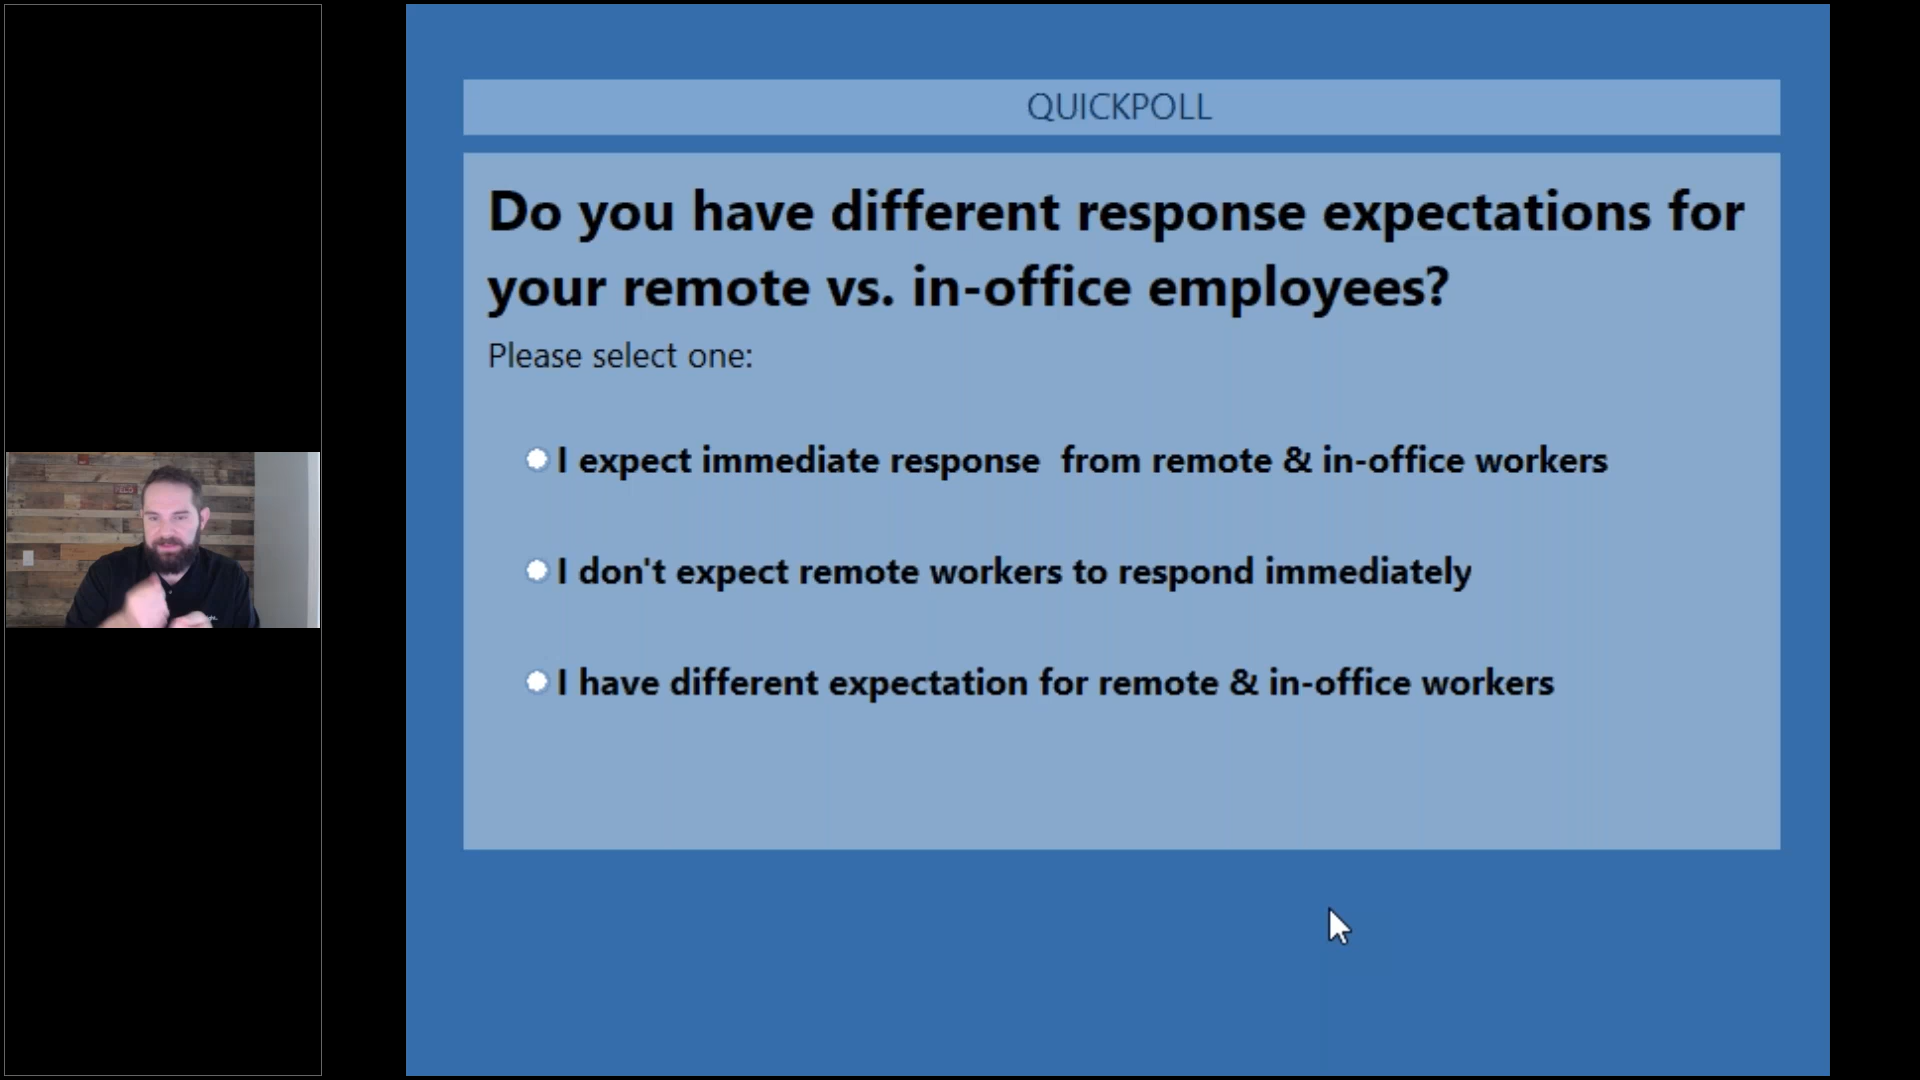 QUICKPOLL
Do you have different response expectations for
your remote vs. in-office employees?
Please select one:
I expect immediate response  from remote & in-office workers
I don't expect remote workers to respond immediately
I have different expectation for remote & in-office workers